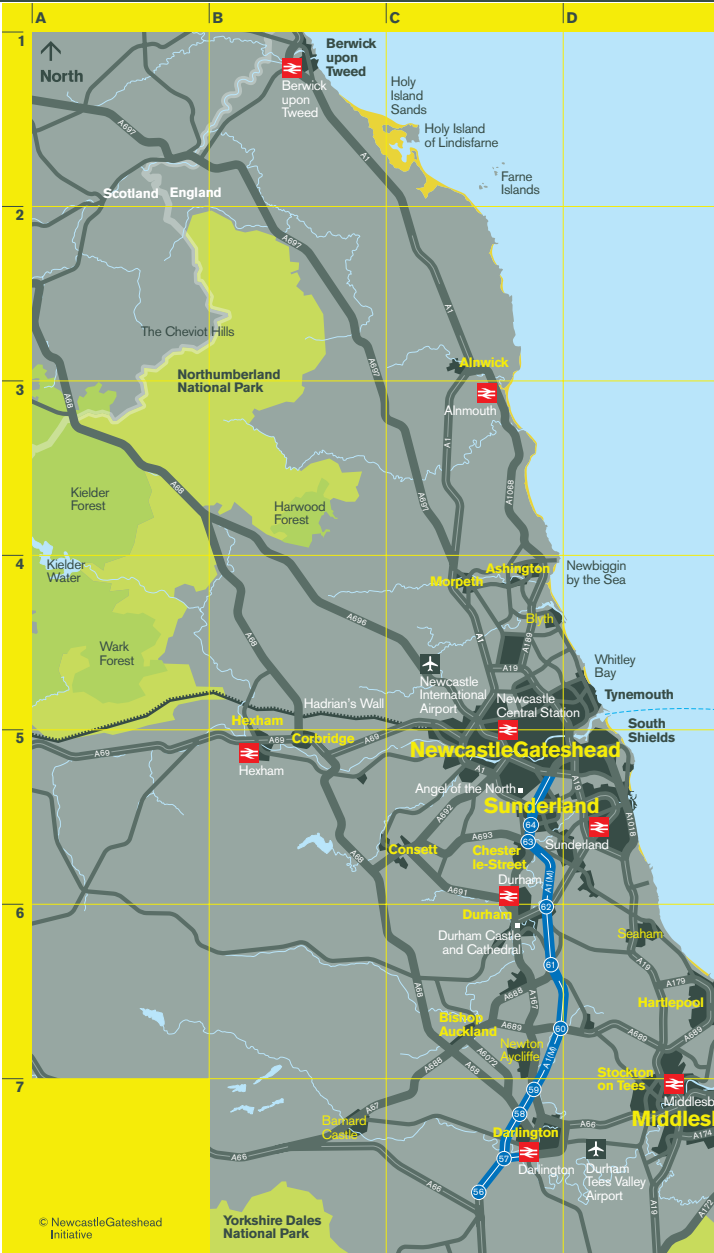 A
B
C
D
1
North
Berwick
upon
Tweed
Berwick
upon
Tweed
Holy
Island
Sands
Holy Island
of Lindisfarne
A697
A1
Farne
Islands
Scotland
England
2
A697
A1
The Cheviot Hills
Northumberland
National Park
A697
Alnwick
3
A68
Alnmouth
A1
A68
A1068
A697
Kielder
Forest
Harwood
Forest
4
Kielder
Water
Morpeth
Ashington
Newbiggin
by the Sea
Blyth
A68
A696
A1
A189
Wark
Forest
A19
Whitley
Bay
Newcastle
International
Airport
Newcastle
Central Station
Tynemouth
Hadrian's Wall
Hexham
South
Shields
5
Corbridge
A69
A69
A69
NewcastleGateshead
Hexham
A1
A19
Angel of the North
Sunderland
A692
64
A1018
A693
63
Sunderland
Consett
Chester
le-Street
A68
Durham
A1(M)
A691
6
62
Durham
Durham Castle
and Cathedral
Seaham
61
A19
A68
A179
A688
A167
Hartlepool
Bishop
Auckland
A689
60
A689
A689
Newton
Aycliffe
A1(M)
A6072
A688
A68
Stockton
on Tees
7
59
Middlesb
A67
58
Middlesb
Barnard
Castle
A66
A174
Darlington
A66
57
Darlington
Durham
Tees Valley
Airport
A66
56
A19
A172
© NewcastleGateshead
Initiative
Yorkshire Dales
National Park